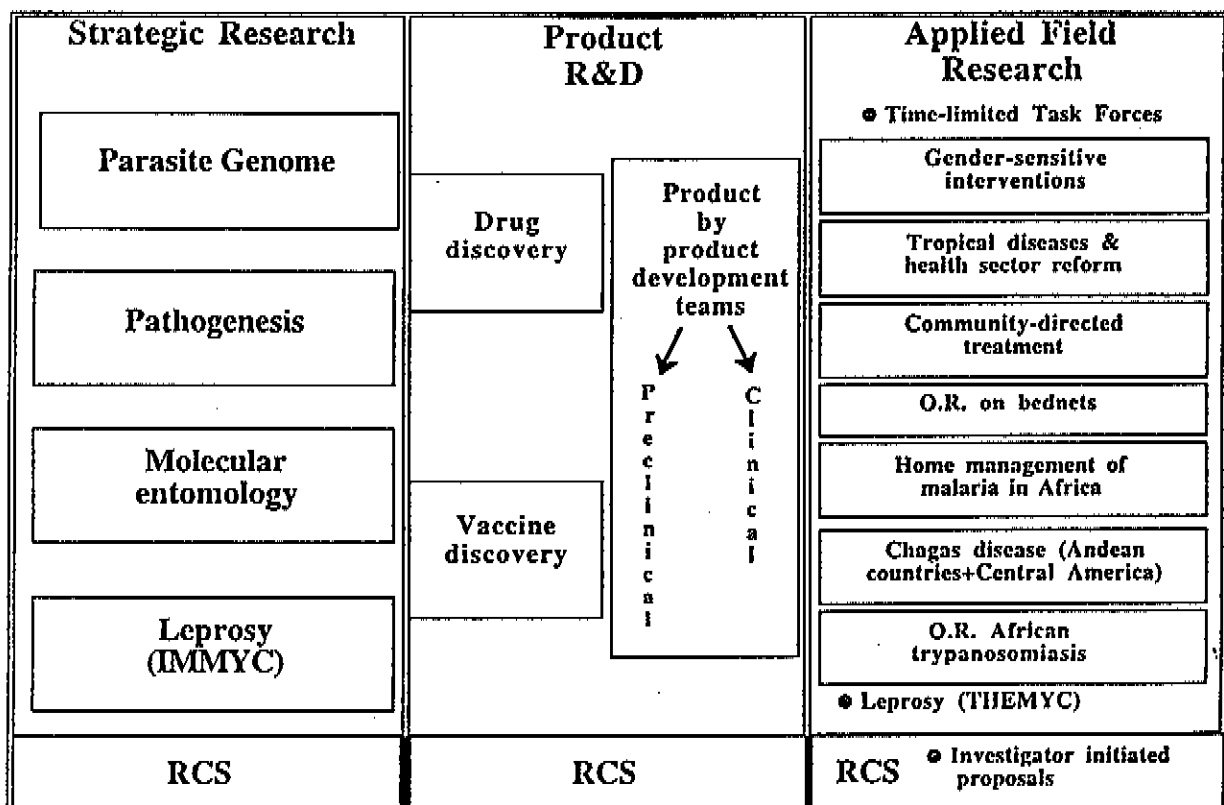 Strategic Research
Parasite Genome
Pathogenesis
Molecular
entomology
Leprosy
(IMMYC)
RCS
Product
R&D
Drug
discovery
Vaccine
discovery
Product
by
product
development
teams
Preclinical
Clinical
RCS
Applied Field
Research
Time-limited Task Forces
Gender-sensitive
interventions
Tropical diseases &
health sector reform
Community-directed
treatment
O.R. on bednets
Home management of
malaria in Africa
Chagas disease (Andean
countries+Central America)
O.R. African
trypanosomiasis
Leprosy (THEMYC)
RCS
Investigator initiated
proposals